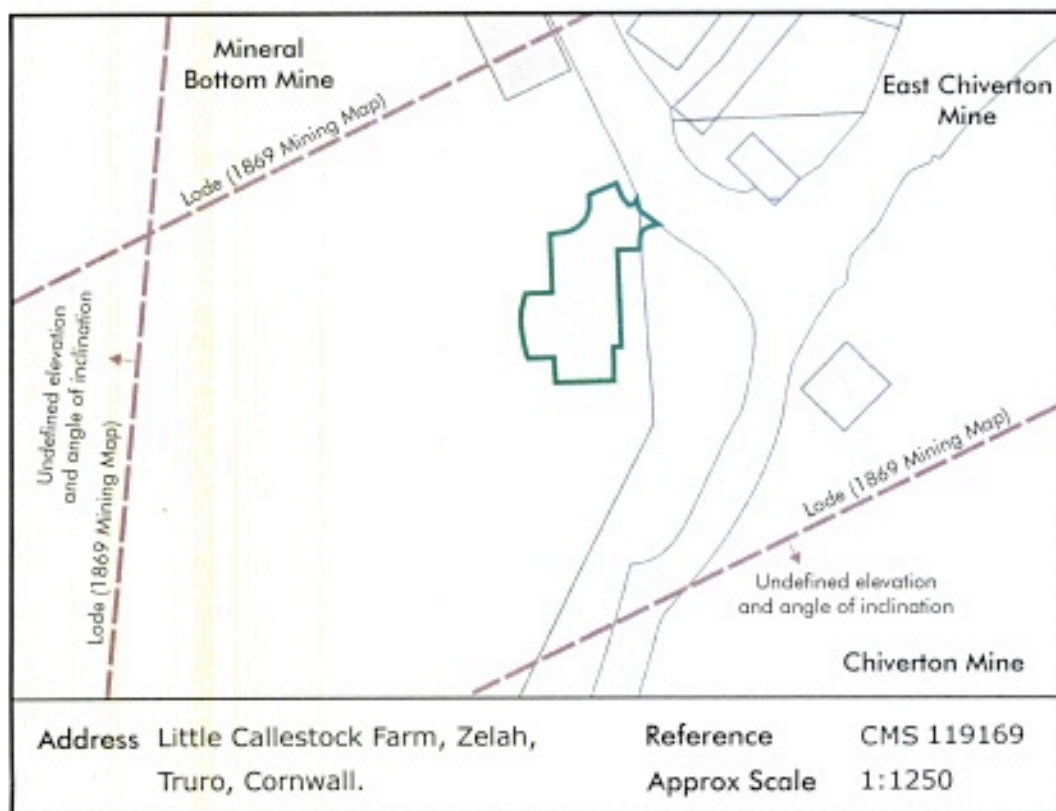 Mineral
Bottom Mine
East Chiverton
Mine
Lode (1869 Mining Map)
Undefined elevation
and angle of inclination
Lode (1869 Mining Map)
Lode (1869 Mining Map)
Undefined elevation
and angle of inclination
Chiverton Mine
Address Little Callestock Farm, Zelah,
Truro, Cornwall.
Reference CMS 119169
Approx Scale 1:1250